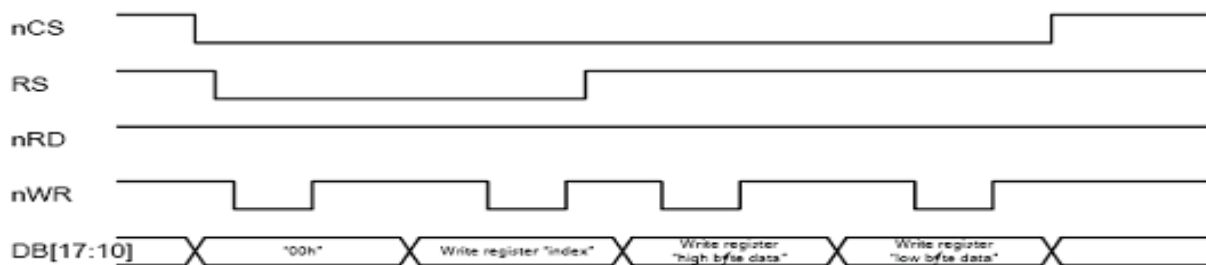 nCS
RS
nRD
nWR
DB[17:10]
"00h"
Write register "index"
Write register
"high byte data"
Write register
"low byte data"